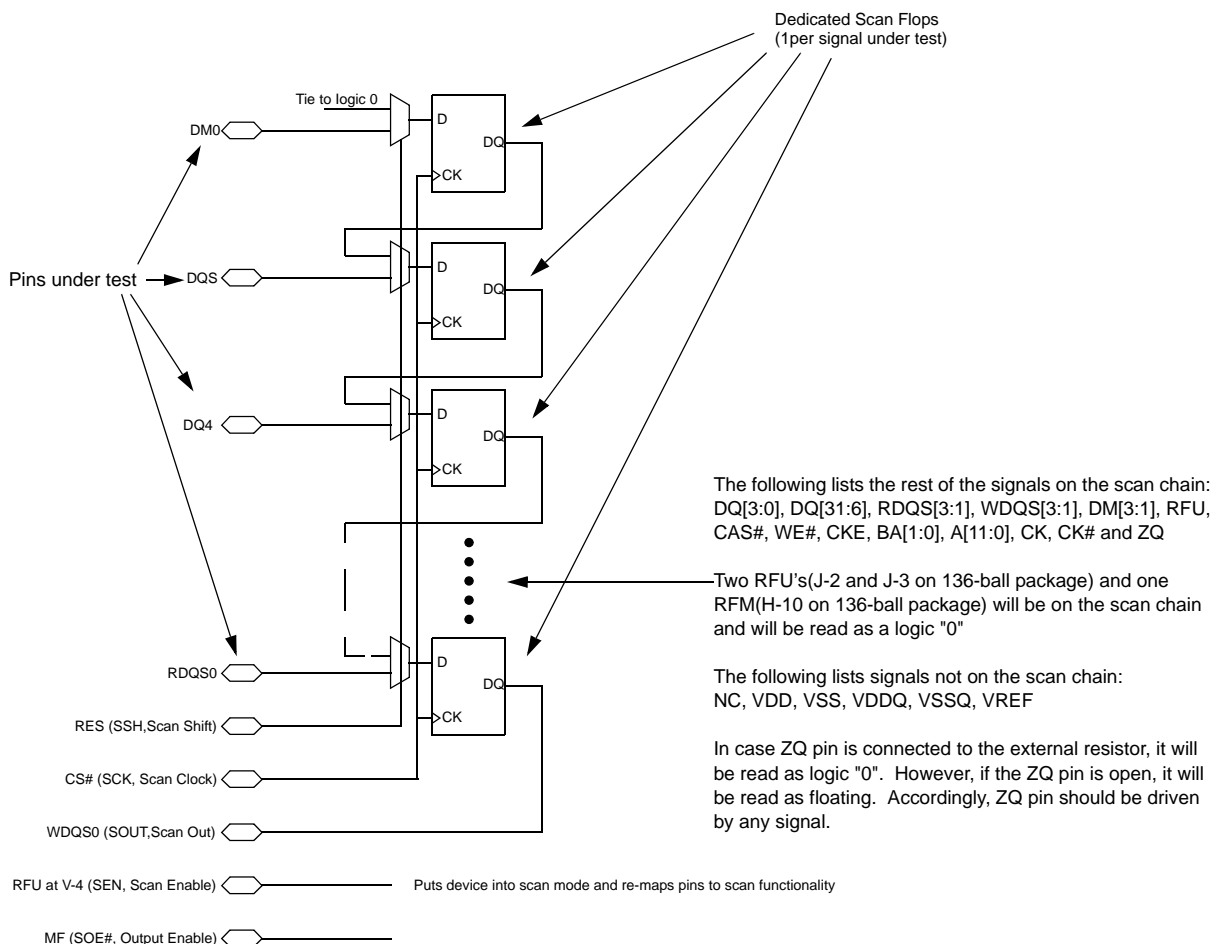 Dedicated Scan Flops
(1per signal under test)
Tie to logic 0
D
DM0
DQ
CK
D
Pins under test
DQS
DQ
CK
D
DQ4
DQ
CK
The following lists the rest of the signals on the scan chain:
DQ[3:0], DQ[31:6], RDQS[3:1], WDQS[3:1], DM[3:1], RFU,
CAS#, WE#, CKE, BA[1:0], A[11:0], CK, CK# and ZQ
Two RFU's(J-2 and J-3 on 136-ball package) and one
RFM(H-10 on 136-ball package) will be on the scan chain
and will be read as a logic "0"
D
RDQS0
DQ
CK
The following lists signals not on the scan chain:
NC, VDD, VSS, VDDQ, VSSQ, VREF
RES (SSH,Scan Shift)
In case ZQ pin is connected to the external resistor, it will
be read as logic "0". However, if the ZQ pin is open, it will
be read as floating. Accordingly, ZQ pin should be driven
by any signal.
CS# (SCK, Scan Clock)
WDQS0 (SOUT,Scan Out)
RFU at V-4 (SEN, Scan Enable)
Puts device into scan mode and re-maps pins to scan functionality
MF (SOE#, Output Enable)